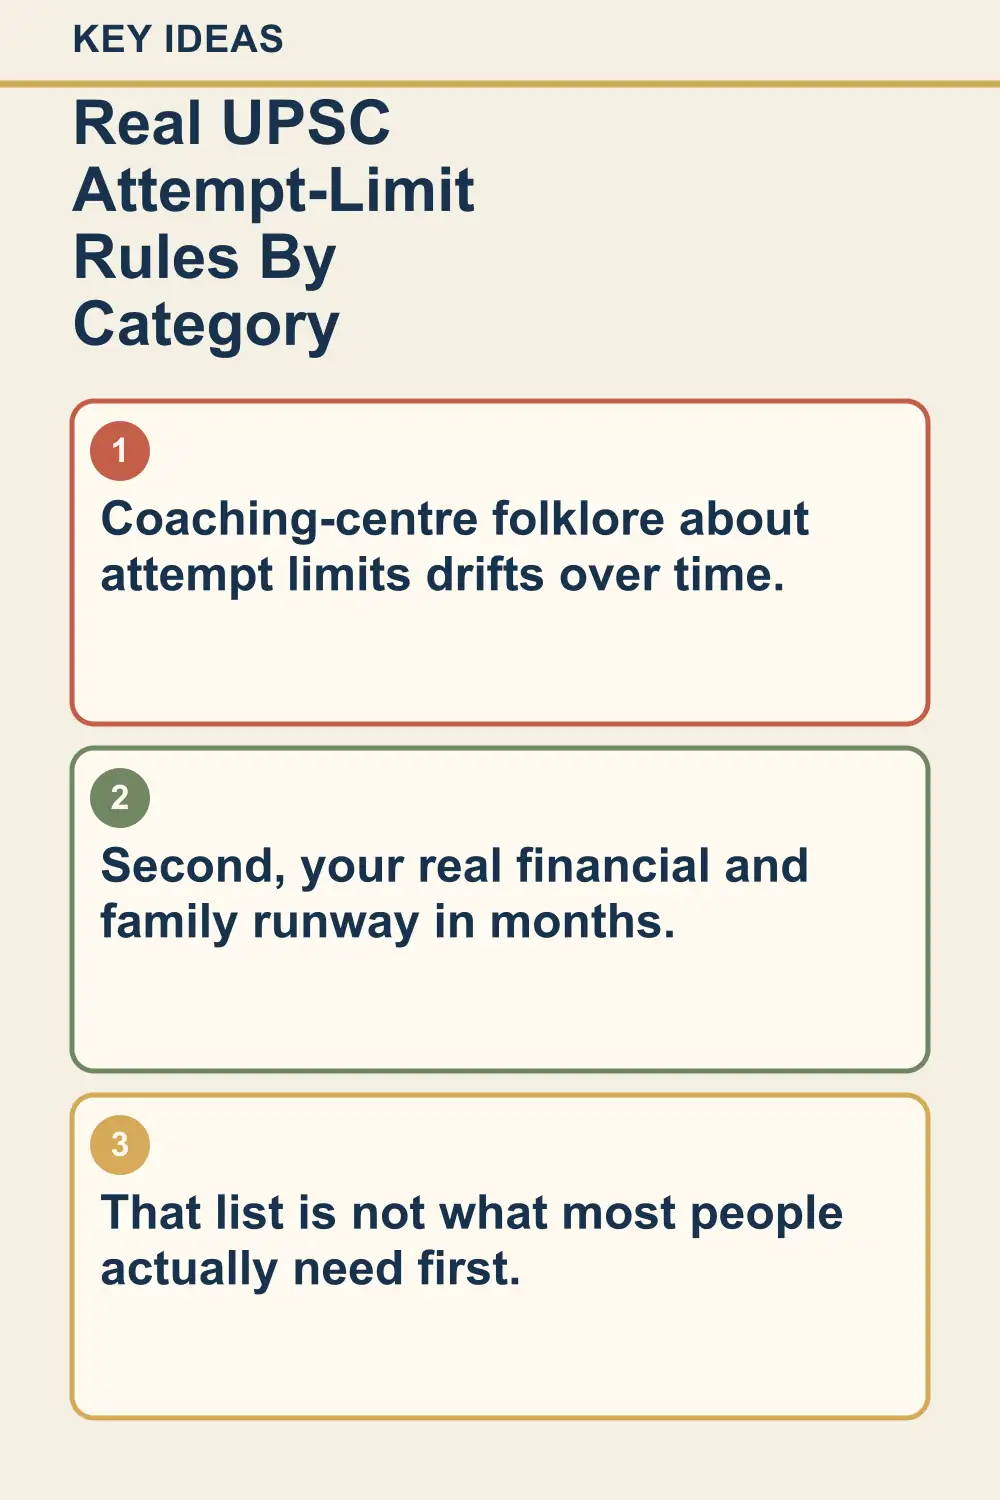 KEY IDEAS
Real UPSC
Attempt-Limit
Rules By
Category
1
Coaching-centre folklore about
attempt limits drifts over time.
2
Second, your real financial and
family runway in months.
3
That list is not what most people
actually need first.